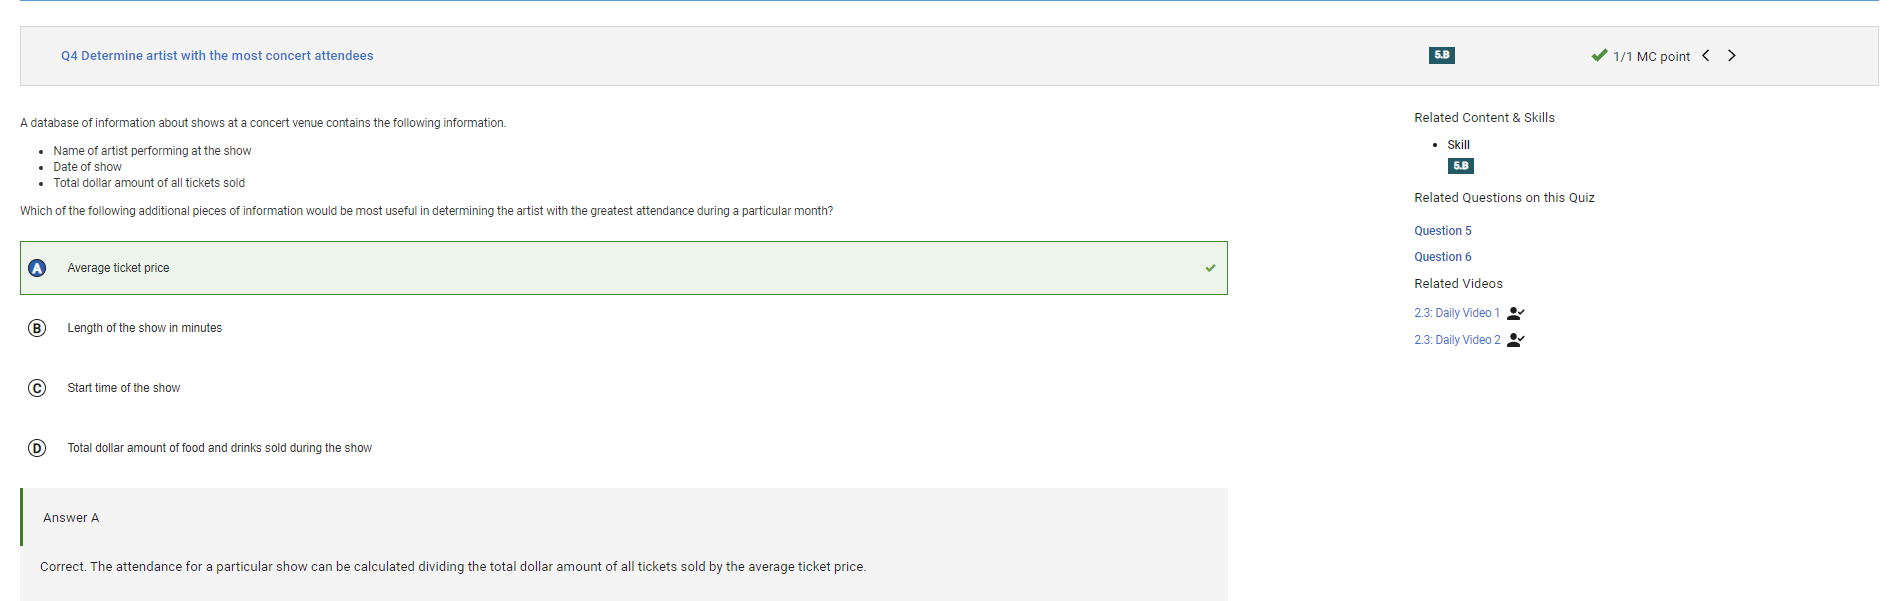 Q4 Determine artist with the most concert attendees
5.B
1/1 MC point
A database of information about shows at a concert venue contains the following information.
Name of artist performing at the show
Date of show
Total dollar amount of all tickets sold
Which of the following additional pieces of information would be most useful in determining the artist with the greatest attendance during a particular month?
A Average ticket price
B Length of the show in minutes
C Start time of the show
D Total dollar amount of food and drinks sold during the show
Answer A
Correct. The attendance for a particular show can be calculated dividing the total dollar amount of all tickets sold by the average ticket price.
Related Content & Skills
Skill
5.B
Related Questions on this Quiz
Question 5
Question 6
Related Videos
2.3: Daily Video 1
2.3: Daily Video 2